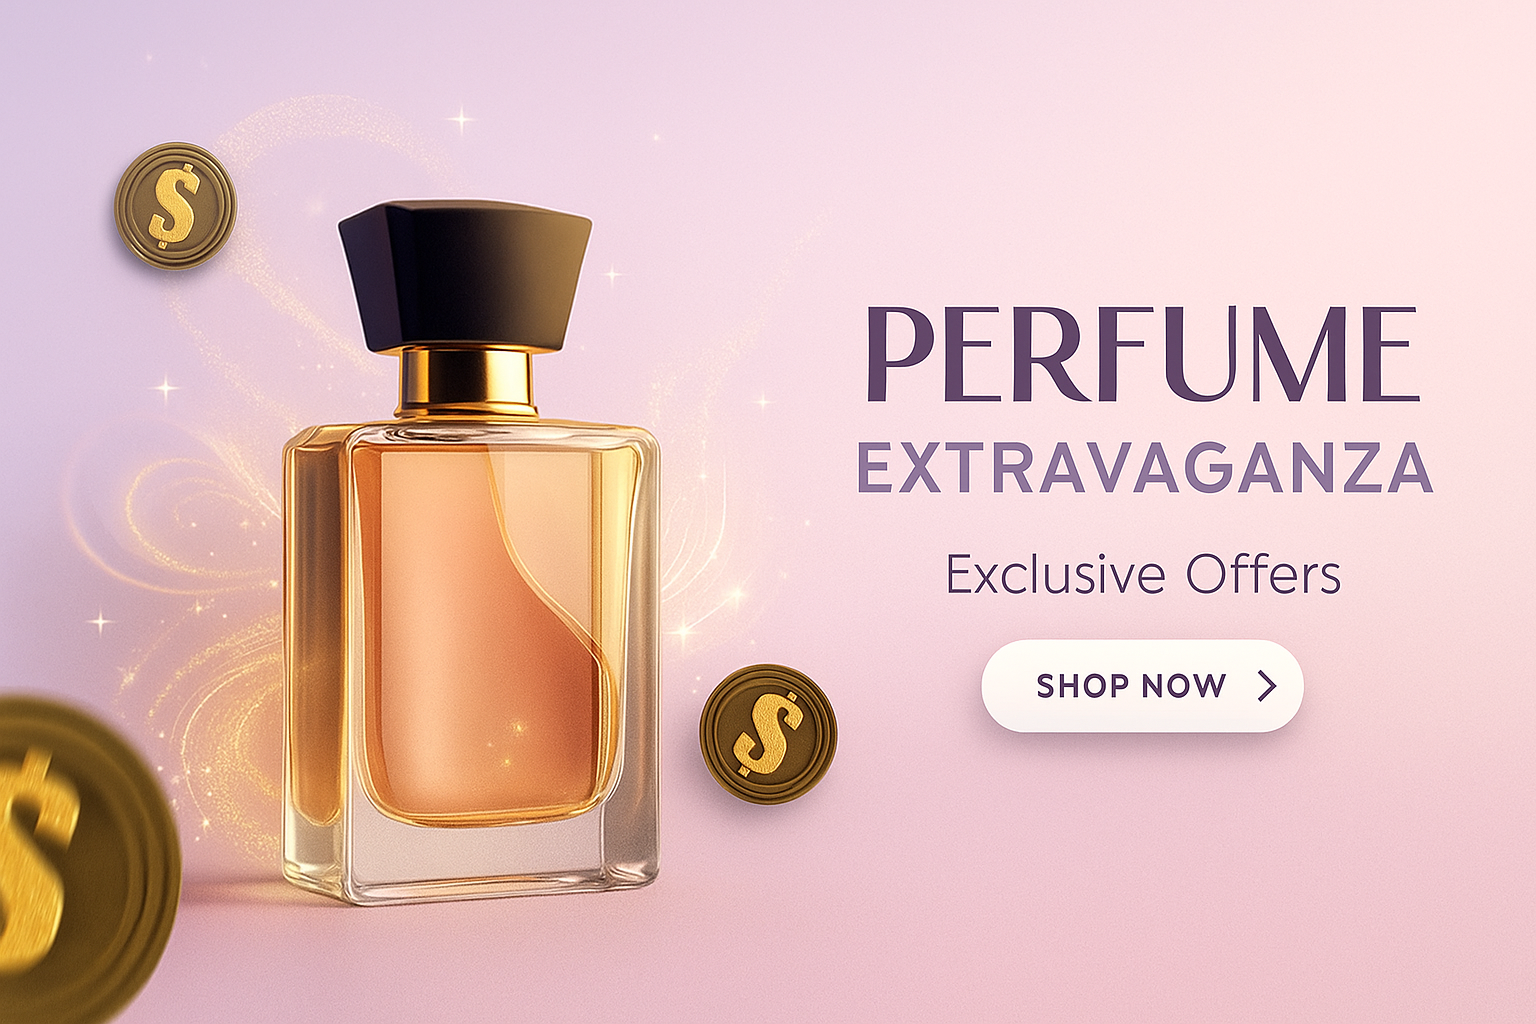 PERFUME
EXTRAVAGANZA
Exclusive Offers
SHOP NOW
$
$
$